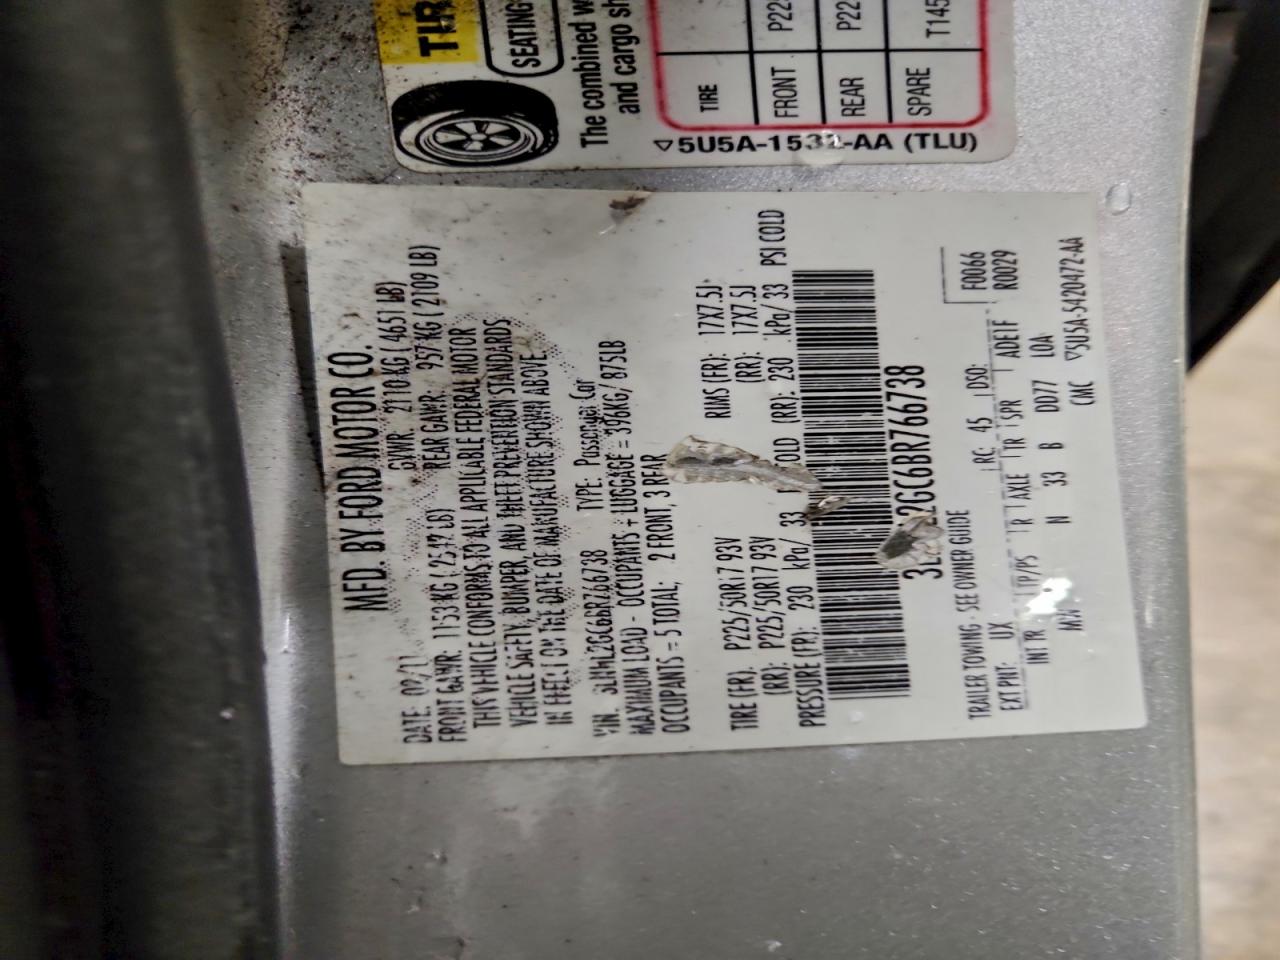 TIR
SEATING
The combined w
and cargo sh
TIRE
FRONT P22
REAR P22
SPARE T145
▽5U5A-1532-AA (TLU)
MFD. BY FORD MOTOR CO.
DATE: GVWR: 2110 KG ( 4651 LB)
FRONT GAWR: 1153 KG ( LB) REAR GAWR: 957 KG ( 2109 LB)
THIS VEHICLE CONFORMS TO ALL APPLICABLE FEDERAL MOTOR
VEHICLE SAFETY, BUMPER, AND THEFT PREVENTION STANDARDS
IN EFFECT ON THE DATE OF MANUFACTURE SHOWN ABOVE.
VIN: 3LNHL2GC6BR766738 TYPE: Passenger Car
MAXIMUM LOAD - OCCUPANTS + LUGGAGE = 396KG/ 875LB
OCCUPANTS = 5 TOTAL; 2 FRONT, 3 REAR
TIRE (FR): P225/50R17 93V RIMS (FR): 17X7.5J
(RR): P225/50R17 93V (RR): 17X7.5J
PRESSURE (FR): 230 kPa/ 33 OLD (RR): 230 kPa/ 33 PSI COLD
3L 2GC6BR766738
TRAILER TOWING - SEE OWNER GUIDE
F0066
EXT PNT: UX RC: 45 DSO: R0029
INT TR TP/PS R AXLE TR SPR ADE1F
N 33 B DD77 LOA
CMC ▽5U5A-5420472-AA